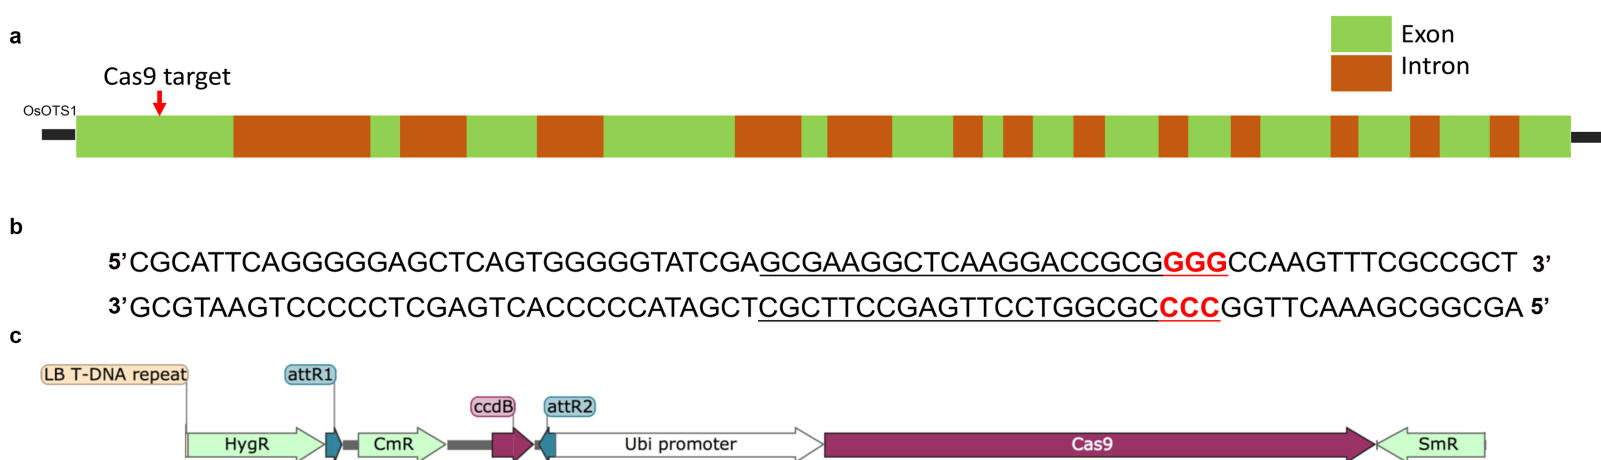 a
Exon
Intron
Cas9 target
OsOTS1
b
5’CGCATTCAGGGGGAGCTCAGTGGGGGTATCGAGCGAAGGCTCAAGGACCGCGGGGCCAAGTTTCGCCGCT 3’
3’GCGTAAGTCCCCCTCGAGTCACCCCCATAGCTCGCTTCCGAGTTCCTGGCGCCCCGGTTCAAAGCGGCGA 5’
c
LB T-DNA repeat
attR1
ccdB
attR2
HygR
CmR
Ubi promoter
Cas9
SmR